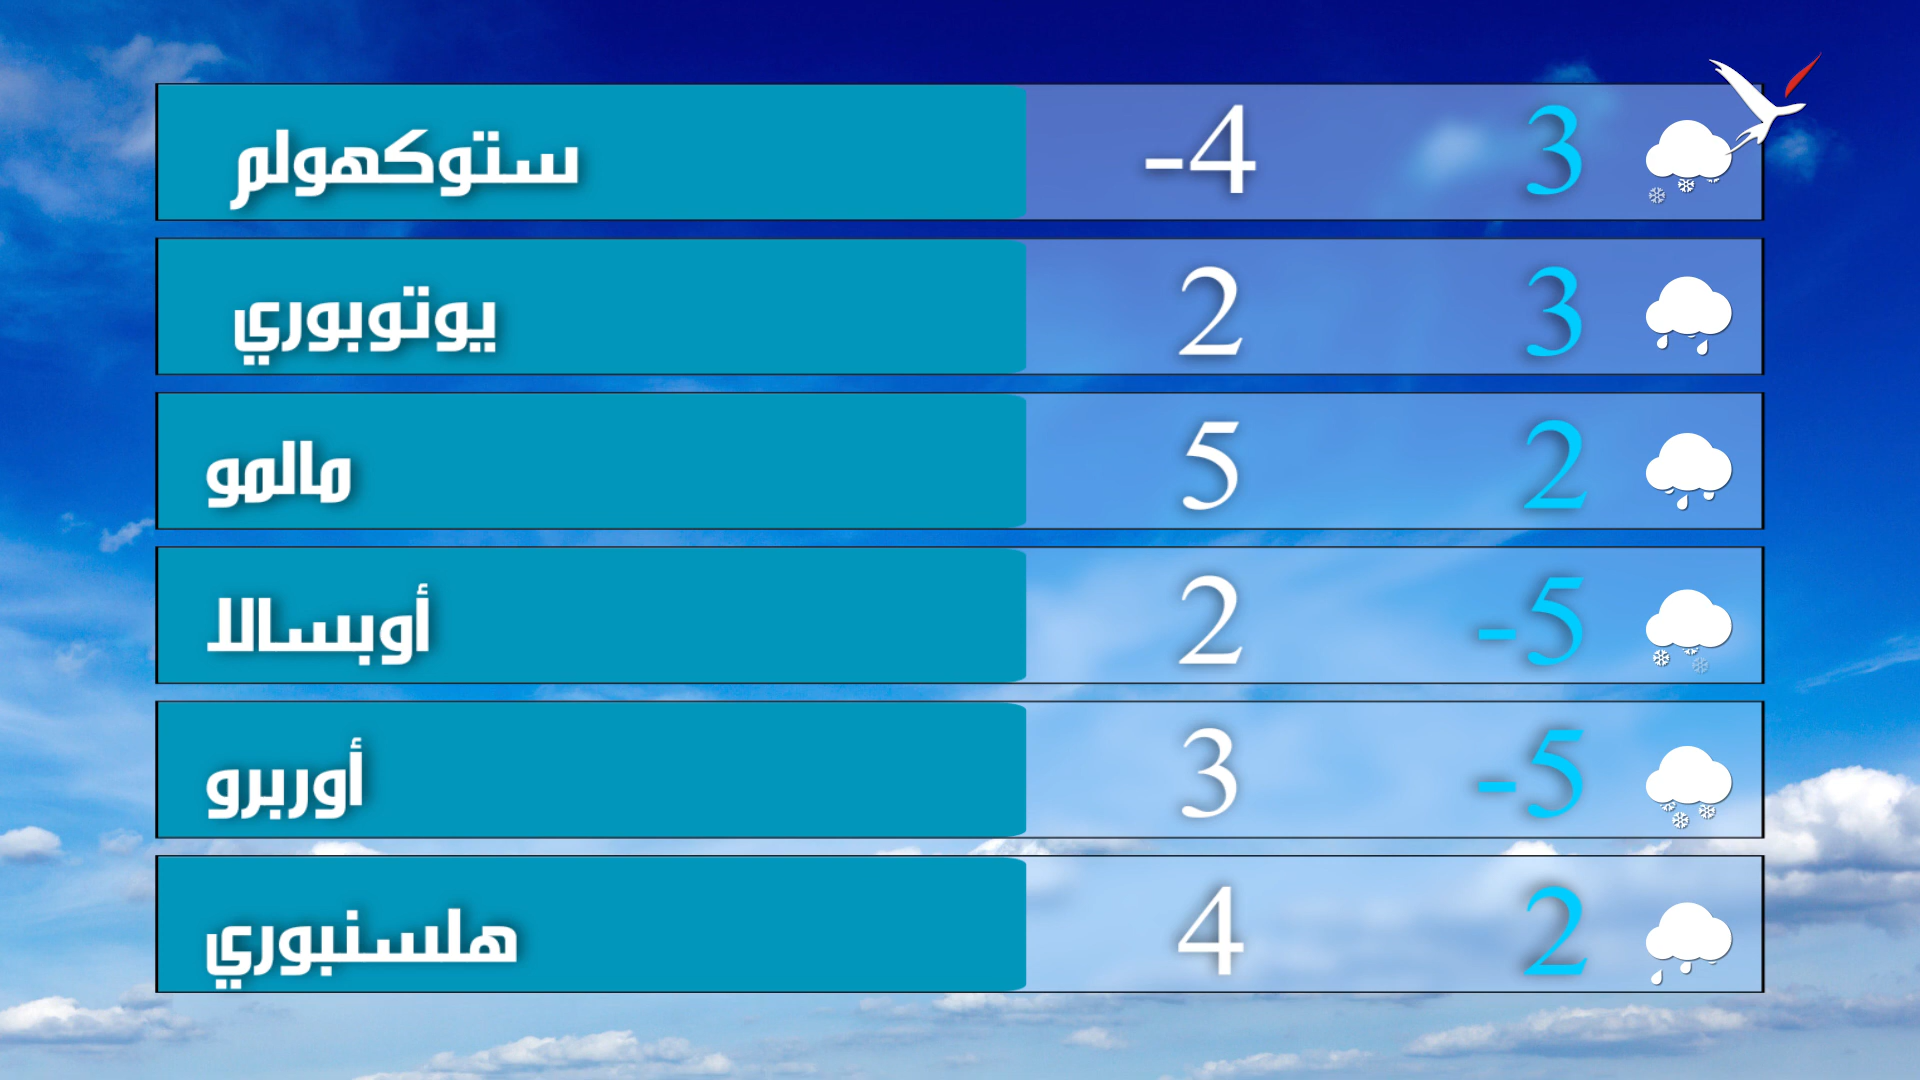 ستوكهولم -4 3
يوتوبوري 2 3
مالمو 5 2
أوبسالا 2 -5
أوربرو 3 -5
هلسنبوري 4 2